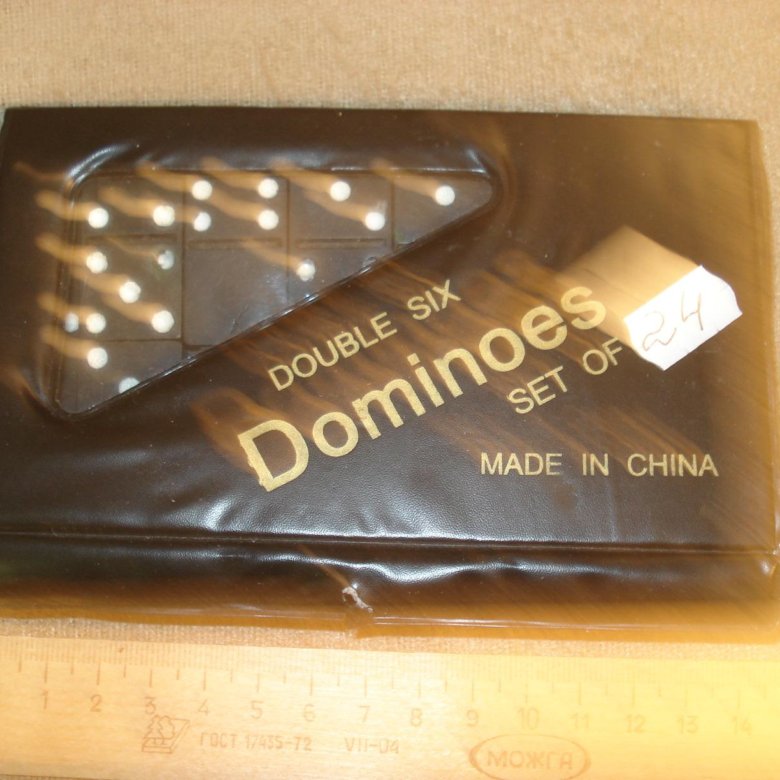 DOUBLE SIX
Dominoes
SET OF
24
MADE IN CHINA
1 2 3 4 5 6 7 8 9 10 11 12 13 14
ГОСТ 17435-72 VII-04
МОЖГА